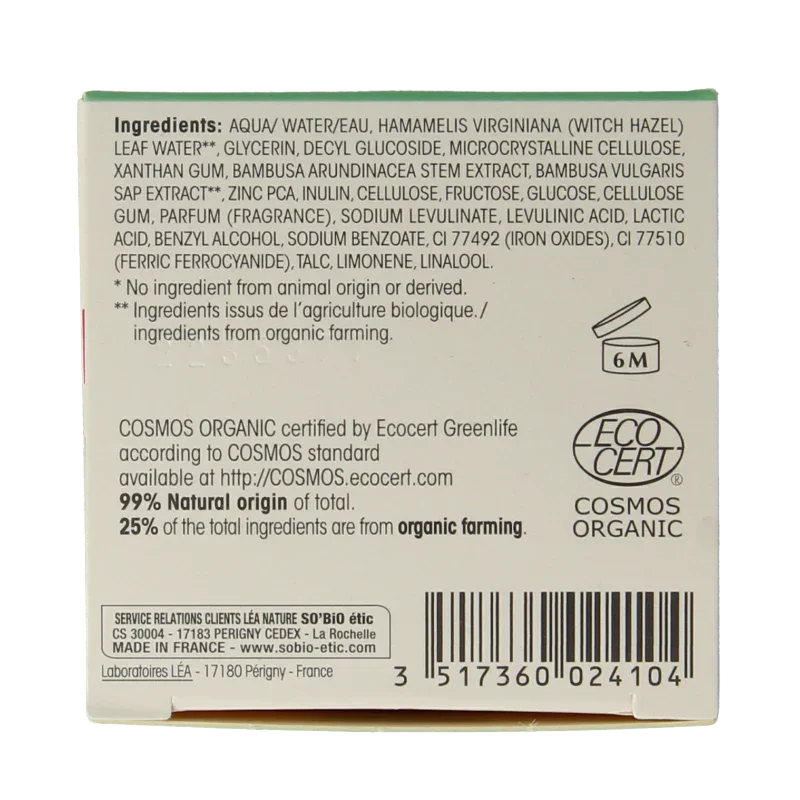 Ingredients: AQUA/ WATER/EAU, HAMAMELIS VIRGINIANA (WITCH HAZEL)
LEAF WATER**, GLYCERIN, DECYL GLUCOSIDE, MICROCRYSTALLINE CELLULOSE,
XANTHAN GUM, BAMBUSA ARUNDINACEA STEM EXTRACT, BAMBUSA VULGARIS
SAP EXTRACT**, ZINC PCA, INULIN, CELLULOSE, FRUCTOSE, GLUCOSE, CELLULOSE
GUM, PARFUM (FRAGRANCE), SODIUM LEVULINATE, LEVULINIC ACID, LACTIC
ACID, BENZYL ALCOHOL, SODIUM BENZOATE, CI 77492 (IRON OXIDES), CI 77510
(FERRIC FERROCYANIDE), TALC, LIMONENE, LINALOOL.
* No ingredient from animal origin or derived.
** Ingredients issus de l'agriculture biologique./
ingredients from organic farming.
6 M
COSMOS ORGANIC certified by Ecocert Greenlife
according to COSMOS standard
available at http://COSMOS.ecocert.com
99% Natural origin of total.
25% of the total ingredients are from organic farming.
ECO
CERT
®
COSMOS
ORGANIC
SERVICE RELATIONS CLIENTS LÉA NATURE SO'BiO étic
CS 30004 - 17183 PERIGNY CEDEX - La Rochelle
MADE IN FRANCE - www.sobio-etic.com
Laboratoires LÉA - 17180 Périgny - France
3 517360 024104